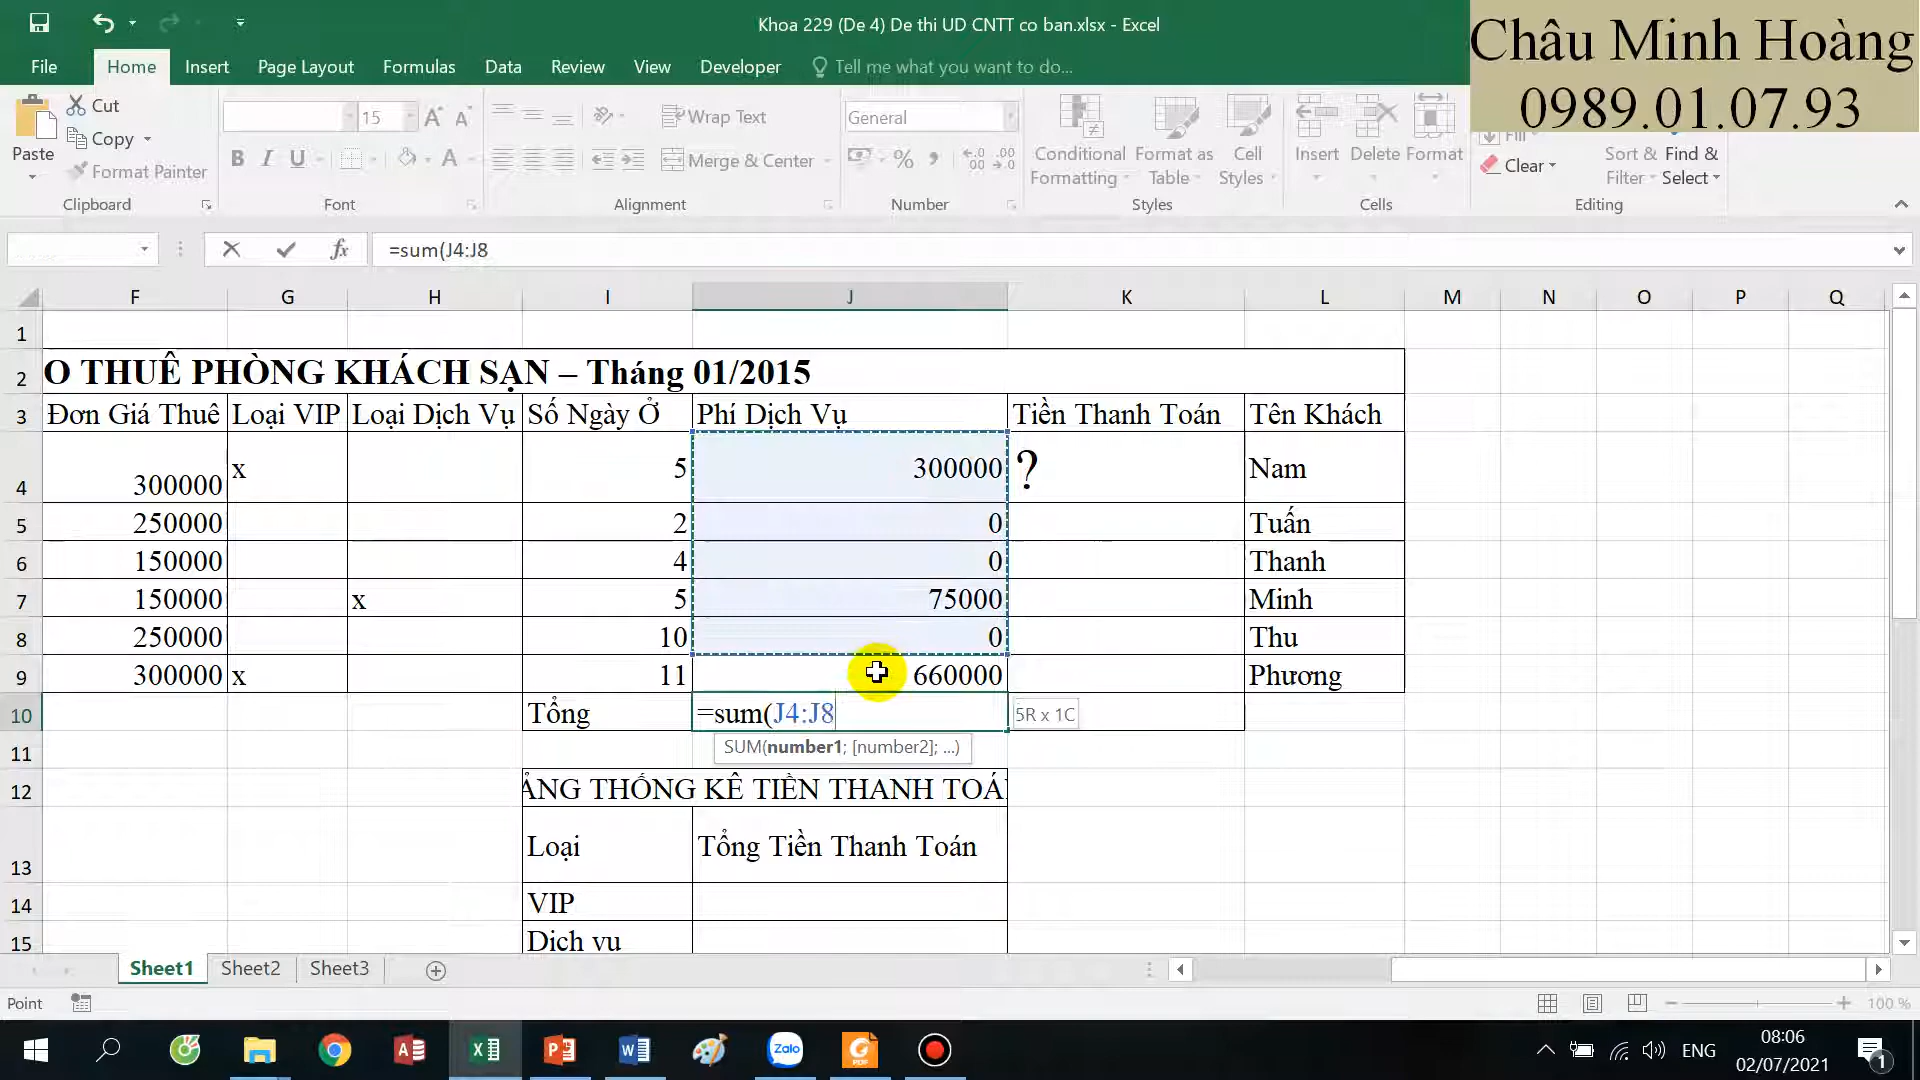 Khoa 229 (De 4) De thi UD CNTT co ban.xlsx - Excel
Châu Minh Hoàng
0989.01.07.93
File Home Insert Page Layout Formulas Data Review View Developer Tell me what you want to do...
Paste
Cut
Copy
Format Painter
Clipboard
15
A A
B I U A
Font
Wrap Text
Merge & Center
Alignment
General
% ,
Number
Conditional Formatting
Format as Table
Cell Styles
Styles
Insert Delete Format
Cells
Fill
Clear
Sort & Filter
Find & Select
Editing
fx =sum(J4:J8
F G H I J K L M N O P Q
1
2 O THUÊ PHÒNG KHÁCH SẠN – Tháng 01/2015
3 Đơn Giá Thuê Loại VIP Loại Dịch Vụ Số Ngày Ở Phí Dịch Vụ Tiền Thanh Toán Tên Khách
4 300000 x 5 300000 ? Nam
5 250000 2 0 Tuấn
6 150000 4 0 Thanh
7 150000 x 5 75000 Minh
8 250000 10 0 Thu
9 300000 x 11 660000 Phương
10 Tổng =sum(J4:J8 5R x 1C
11 SUM(number1; [number2]; ...)
12 ẢNG THỐNG KÊ TIỀN THANH TOÁ
13 Loại Tổng Tiền Thanh Toán
14 VIP
15 Dich vu
Sheet1 Sheet2 Sheet3
Point 100 %
Zalo
PDF
ENG
08:06
02/07/2021
1